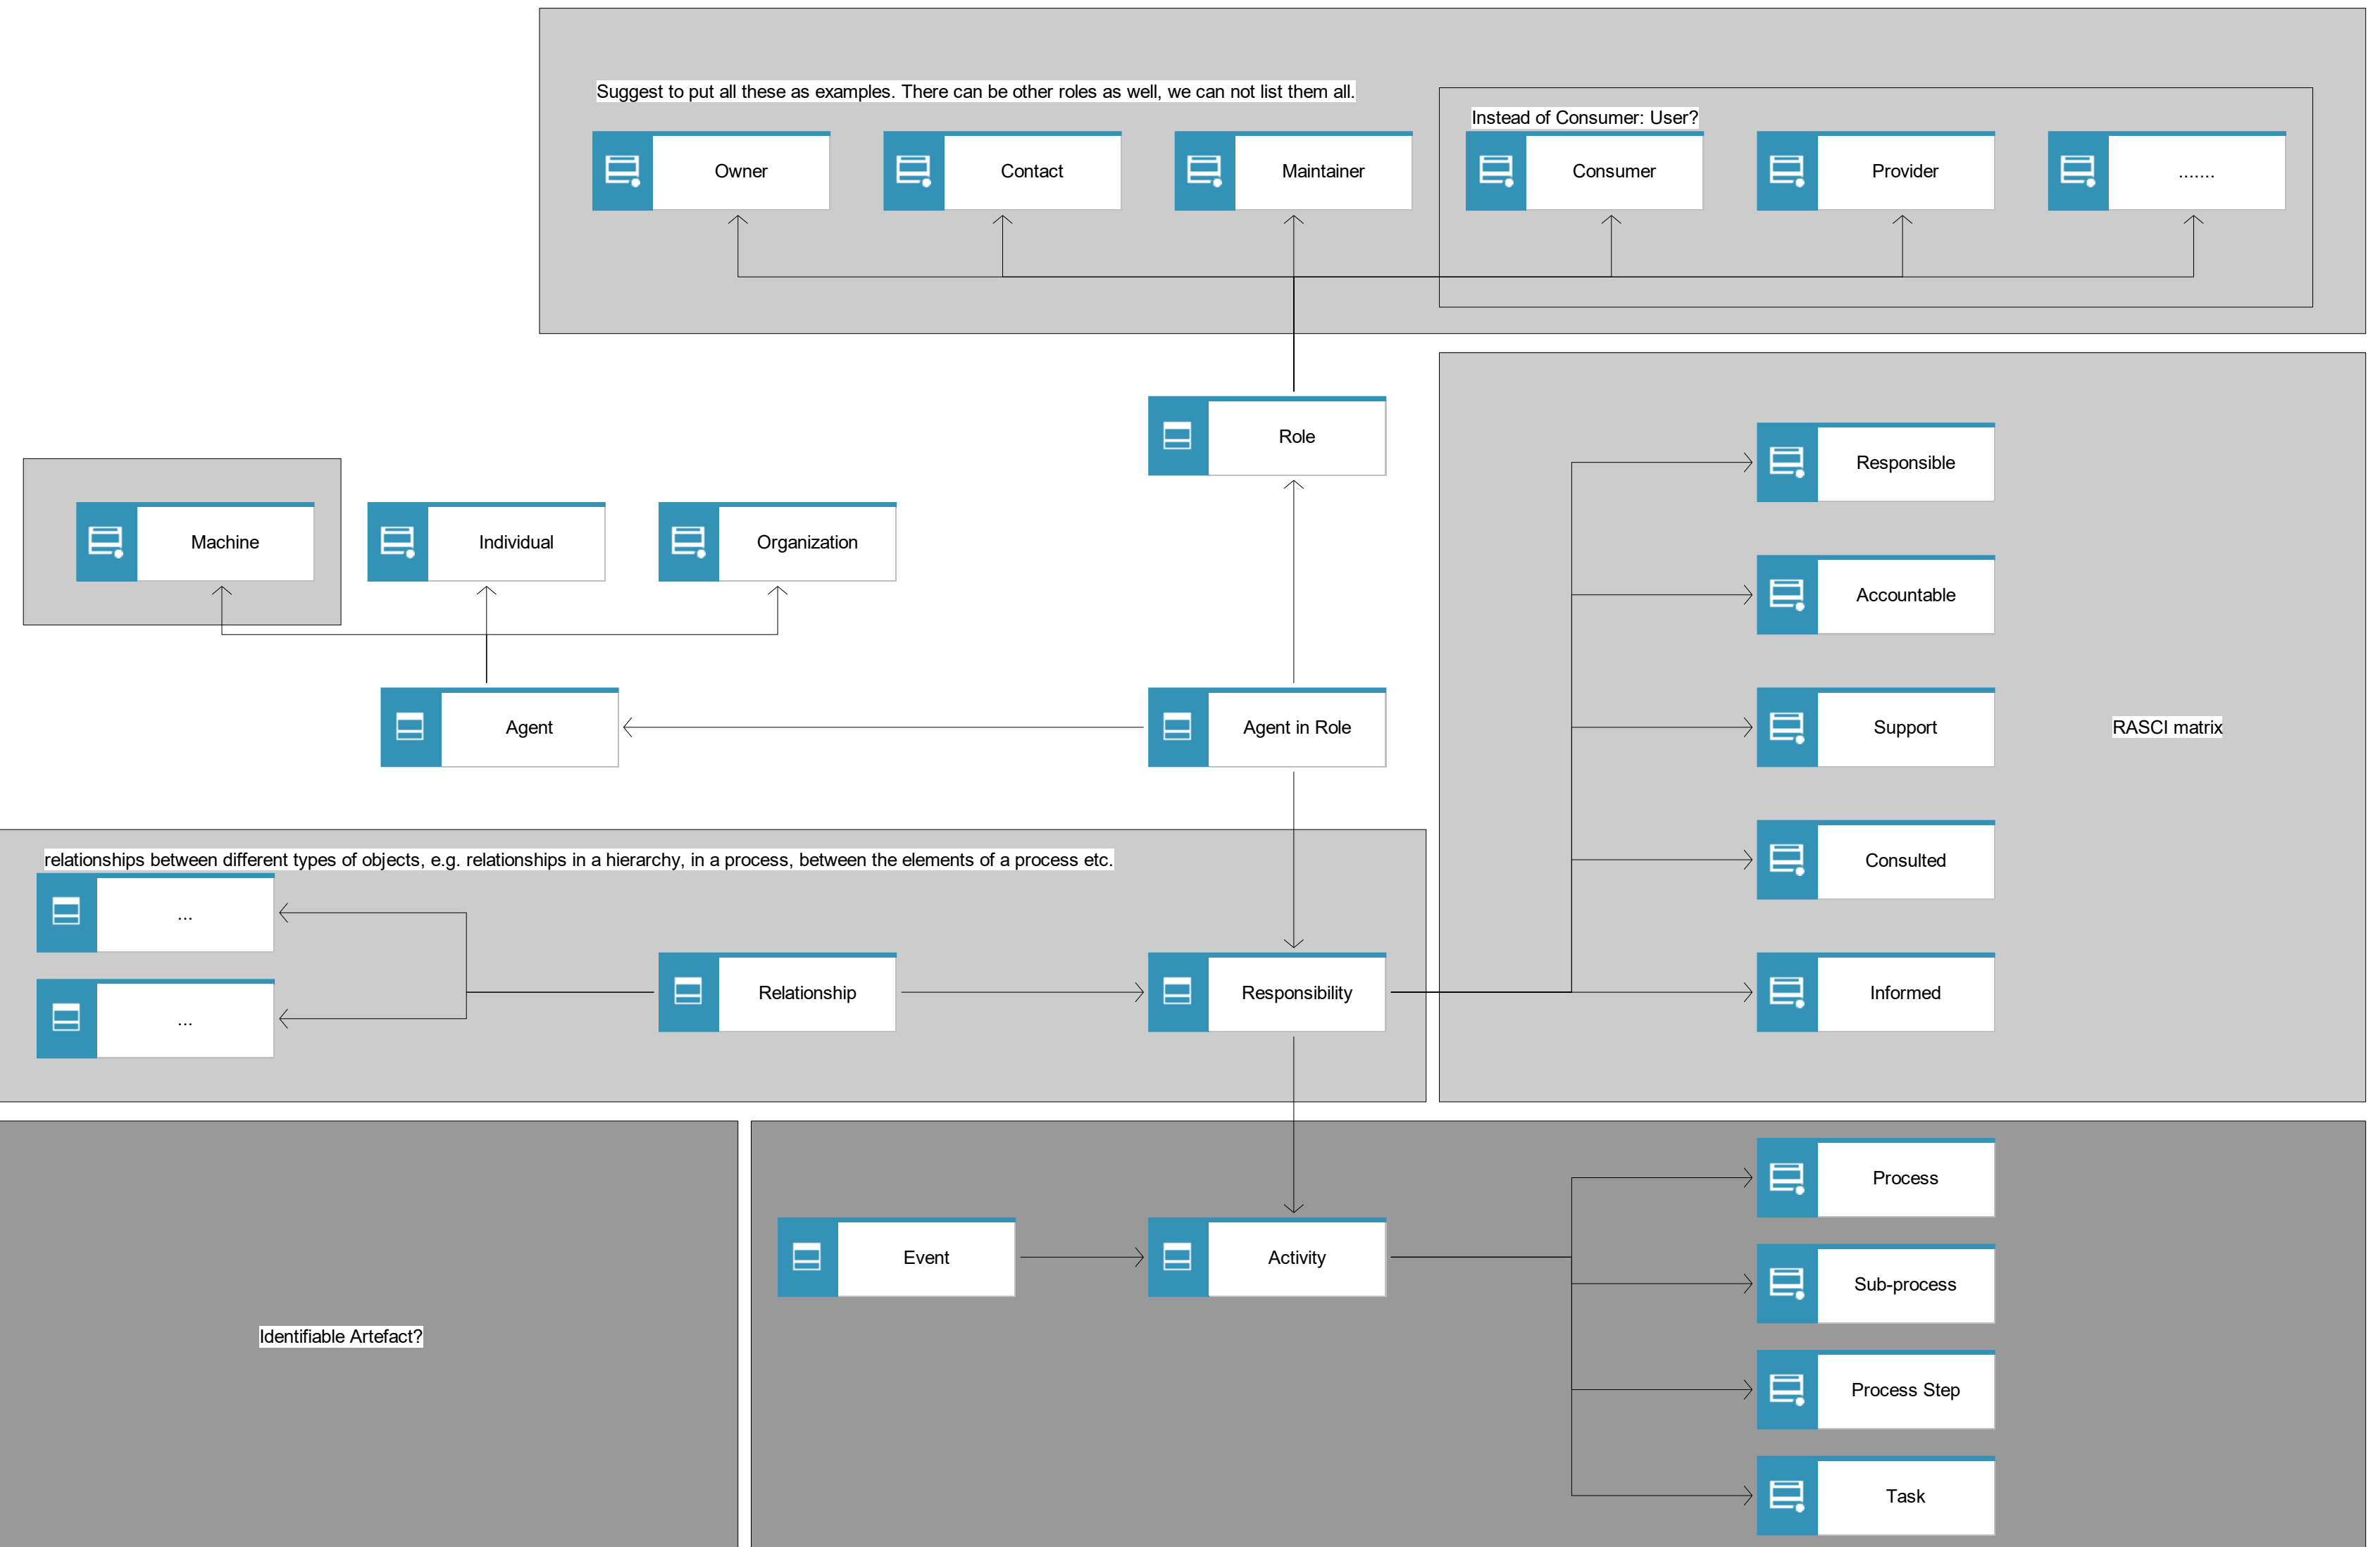 Suggest to put all these as examples. There can be other roles as well, we can not list them all.
Instead of Consumer: User?
Owner
Contact
Maintainer
Consumer
Provider
.......
Role
Responsible
Machine
Individual
Organization
Accountable
Agent
Agent in Role
Support
RASCI matrix
relationships between different types of objects, e.g. relationships in a hierarchy, in a process, between the elements of a process etc.
Consulted
...
Relationship
Responsibility
Informed
...
Process
Event
Activity
Sub-process
Identifiable Artefact?
Process Step
Task